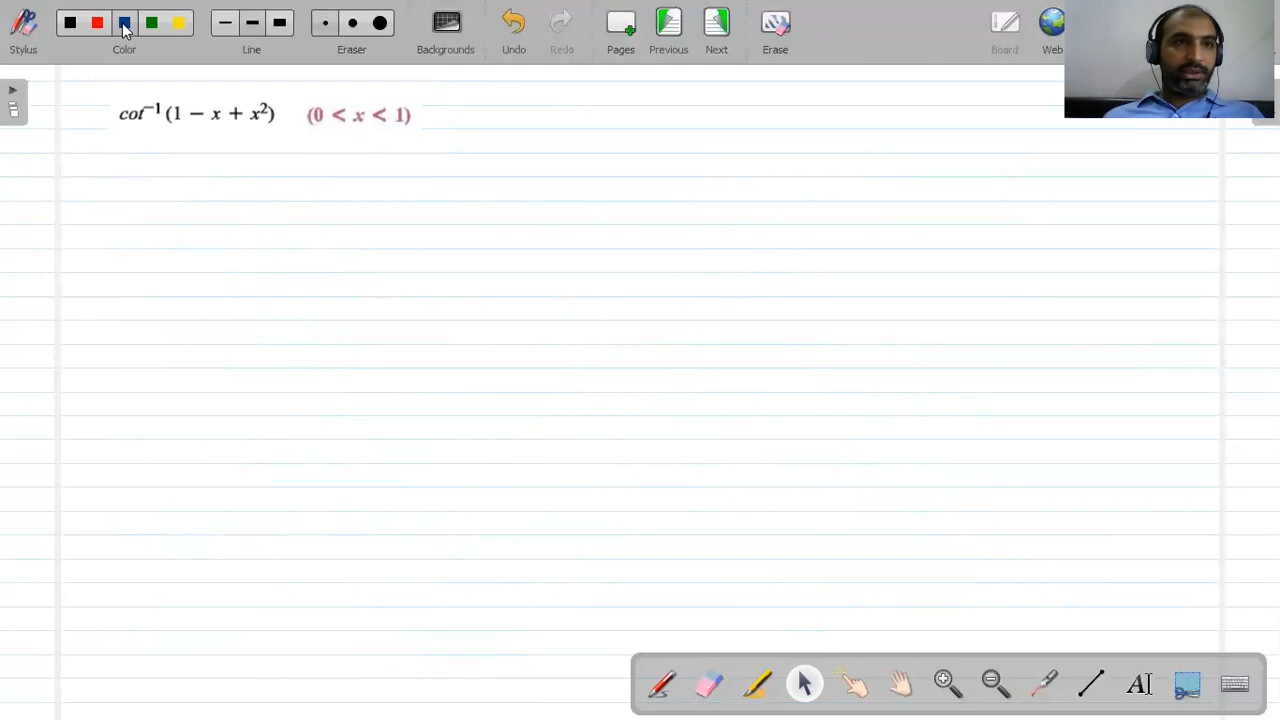 Stylus Color Line Eraser Backgrounds Undo Redo Pages Previous Next Erase Board Web
cot⁻¹ (1 − x + x²) (0 < x < 1)